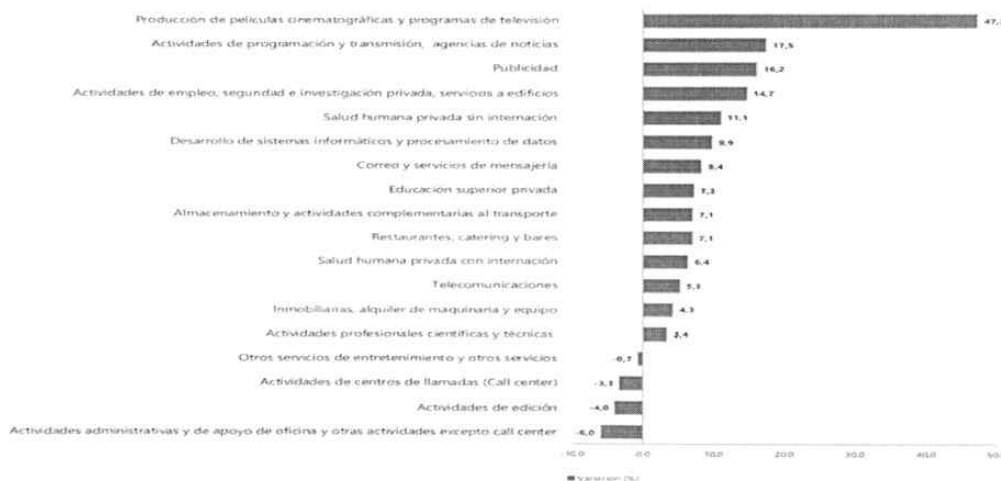 Producción de películas cinematográficas y programas de televisión 47,
Actividades de programación y transmisión, agencias de noticias 17,5
Publicidad 16,2
Actividades de empleo, seguridad e investigación privada, servicios a edificios 14,7
Salud humana privada sin internación 11,1
Desarrollo de sistemas informáticos y procesamiento de datos 9,9
Correo y servicios de mensajería 8,4
Educación superior privada
Almacenamiento y actividades complementarias al transporte 7,1
Restaurantes, catering y bares 7,1
Salud humana privada con internación 6,4
Telecomunicaciones
Inmobiliarias, alquiler de maquinaria y equipo 4,3
Actividades profesionales científicas y técnicas 3,4
Otros servicios de entretenimiento y otros servicios -0,7
Actividades de centros de llamadas (Call center)
Actividades de edición -4,0
Actividades administrativas y de apoyo de oficina y otras actividades excepto call center -6,0
-10,0 0,0 10,0 20,0 30,0 40,0 50,
Variación (%)